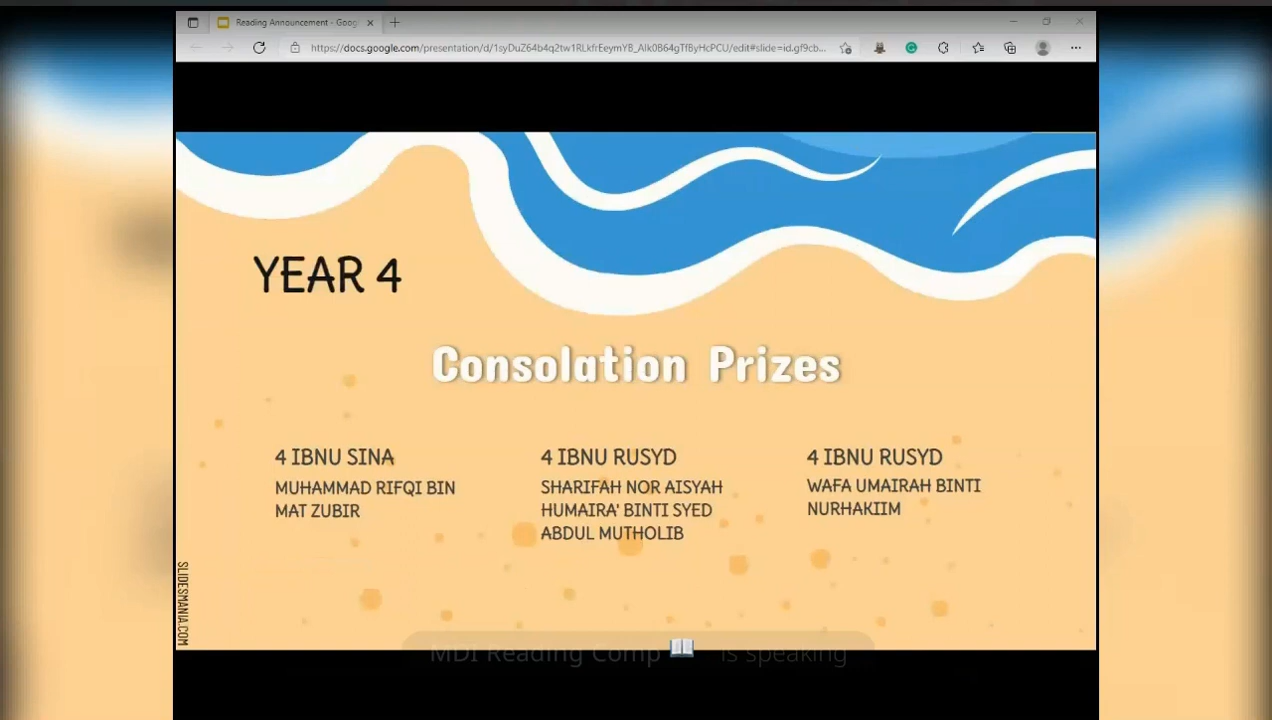 Reading Announcement - Goog
https://docs.google.com/presentation/d/1syDuZ64b4q2tw1RLkfrEeymYB_AIk0B64gTfByHcPCU/edit#slide=id.gf9cb...
YEAR 4
Consolation Prizes
4 IBNU SINA
MUHAMMAD RIFQI BIN
MAT ZUBIR
4 IBNU RUSYD
SHARIFAH NOR AISYAH
HUMAIRA' BINTI SYED
ABDUL MUTHOLIB
4 IBNU RUSYD
WAFA UMAIRAH BINTI
NURHAKIIM
SLIDESMANIA.COM
MDI Reading Comp 📖 is speaking